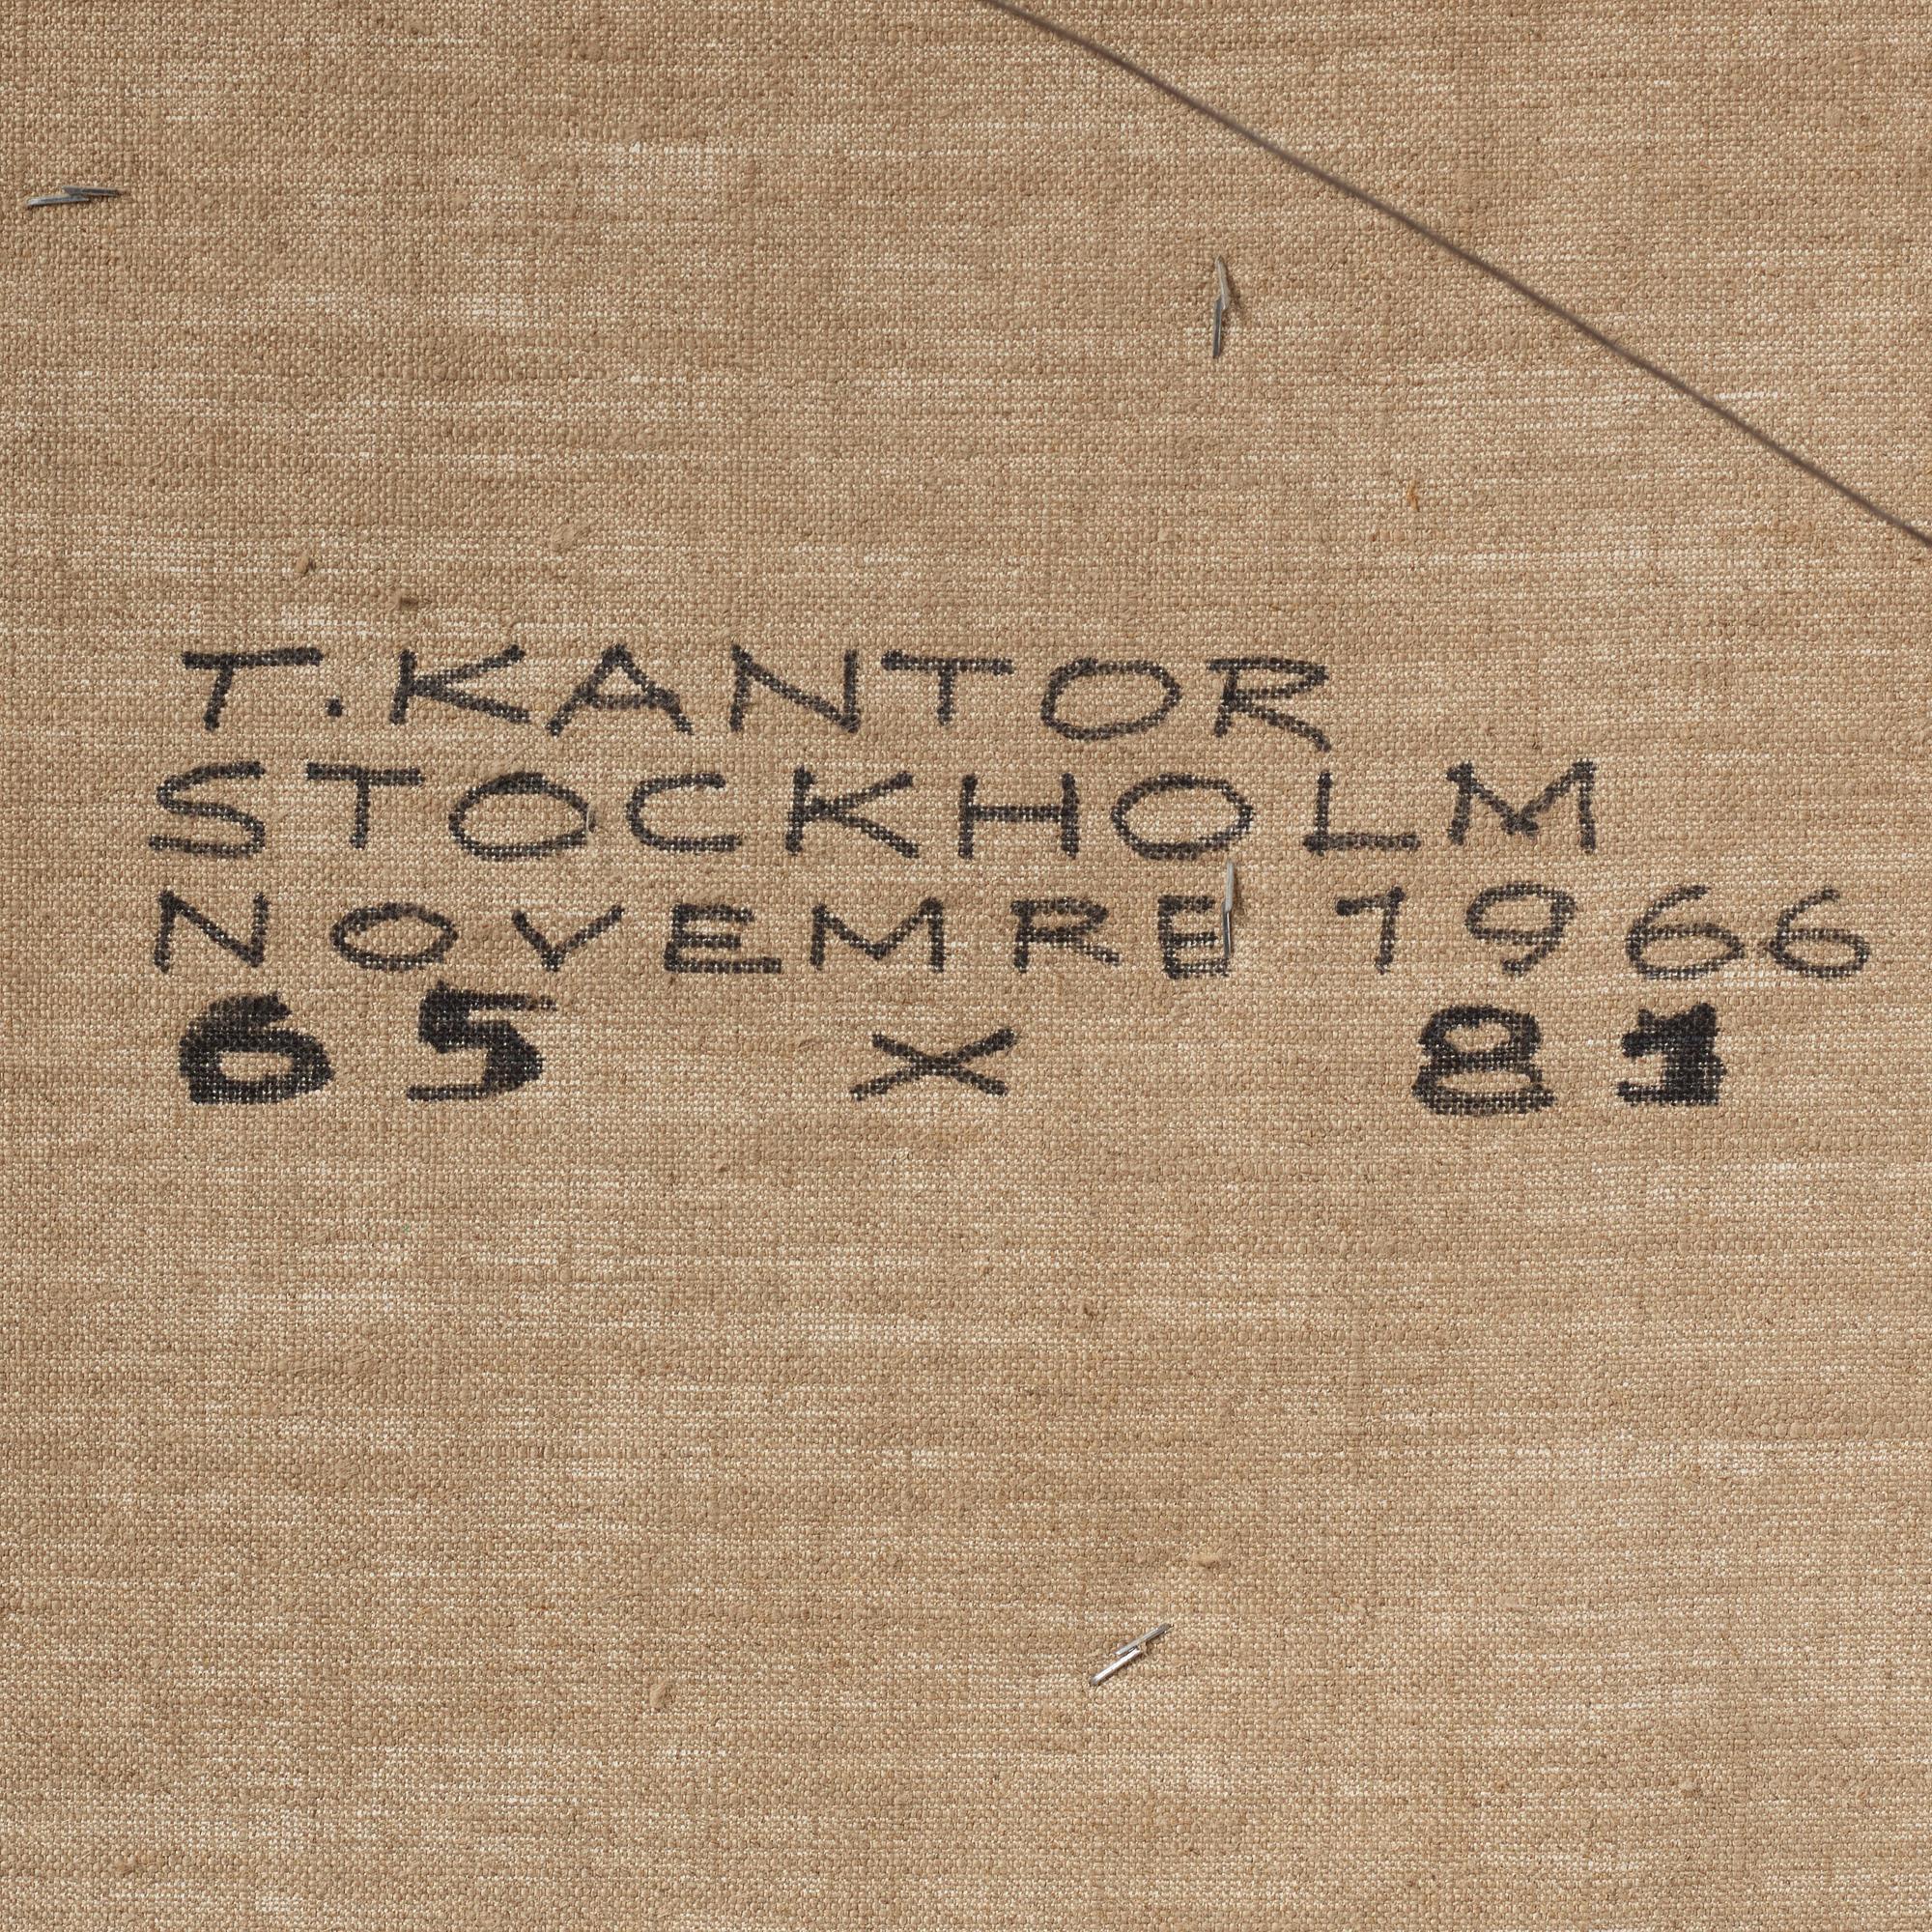 T. KANTOR
STOCKHOLM
NOVEMRE 1966
65 x 81